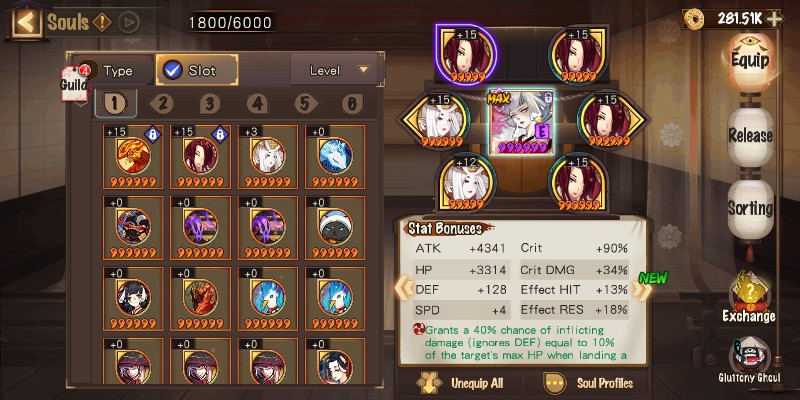 Souls
1800/6000
281.51K
Guild
4
Type
Slot
Level
1 2 3 4 5 6
+15 +15 +3 +0
999999 999999 999999 999999
+0 +0 +0 +0
999999 999999 999999 999999
+0 +0 +0 +0
999999 999999 999999 999999
+0 +0 +0 +0
+15 +15
99999 99999
+15 MAX +15
99999 E 999999 99999
+12 +15
99999 99999
Stat Bonuses
ATK +4341 Crit +90%
HP +3314 Crit DMG +34%
DEF +128 Effect HIT +13%
SPD +4 Effect RES +18%
Grants a 40% chance of inflicting
damage (ignores DEF) equal to 10%
of the target's max HP when landing a
Unequip All
Soul Profiles
NEW
Equip
Release
Sorting
Exchange
Gluttony Ghoul